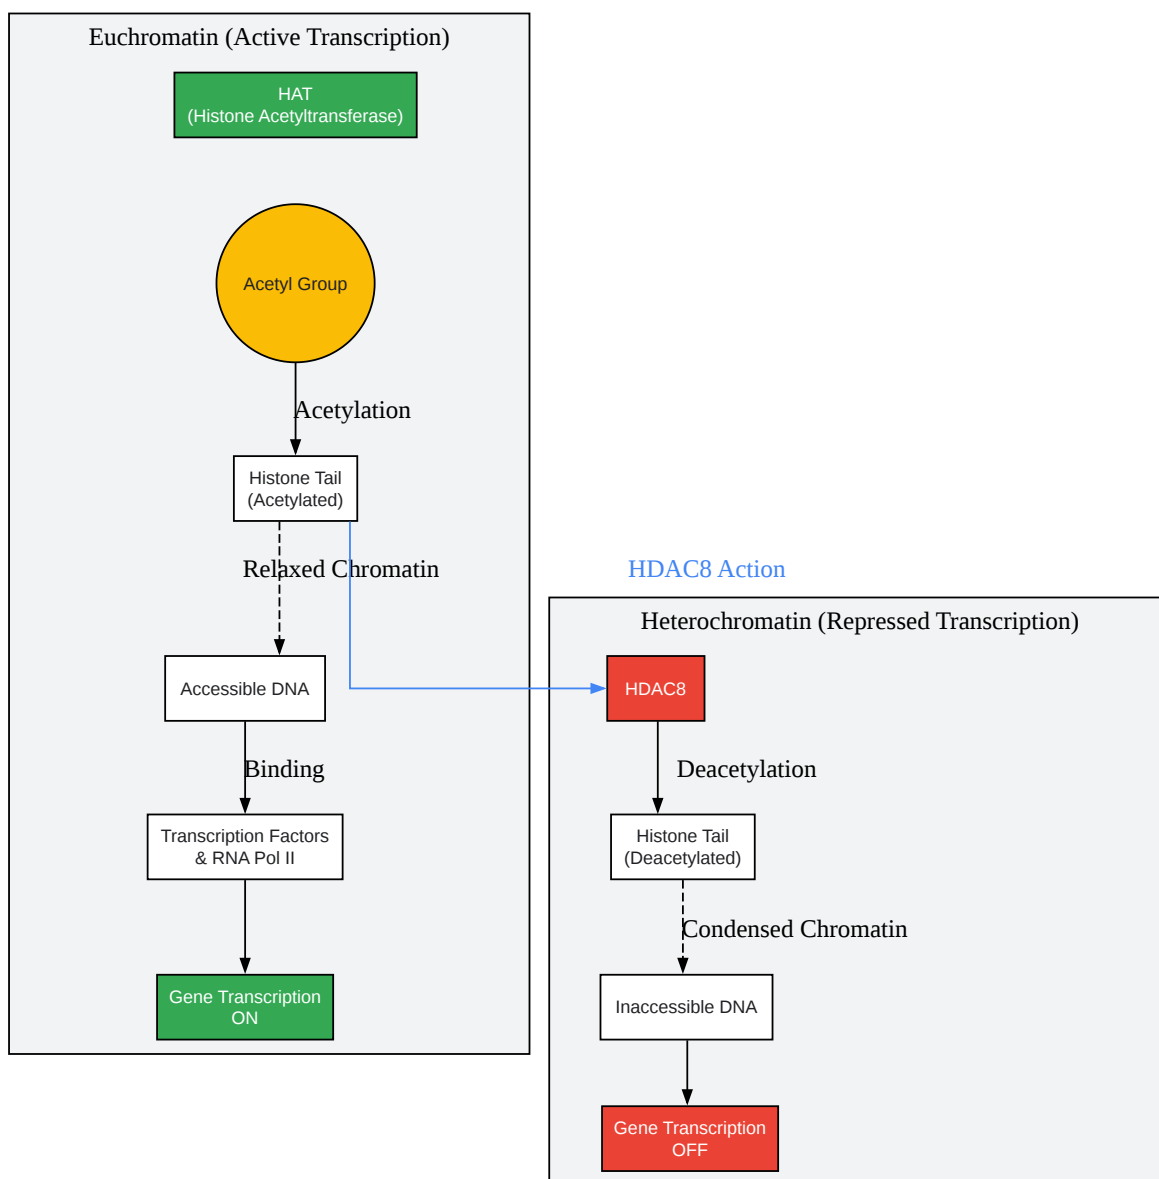 Euchromatin (Active Transcription)
HAT
(Histone Acetyltransferase)
Acetyl Group
Acetylation
Histone Tail
(Acetylated)
Relaxed Chromatin
Accessible DNA
Binding
Transcription Factors
& RNA Pol II
Gene Transcription
ON
HDAC8 Action
Heterochromatin (Repressed Transcription)
HDAC8
Deacetylation
Histone Tail
(Deacetylated)
Condensed Chromatin
Inaccessible DNA
Gene Transcription
OFF